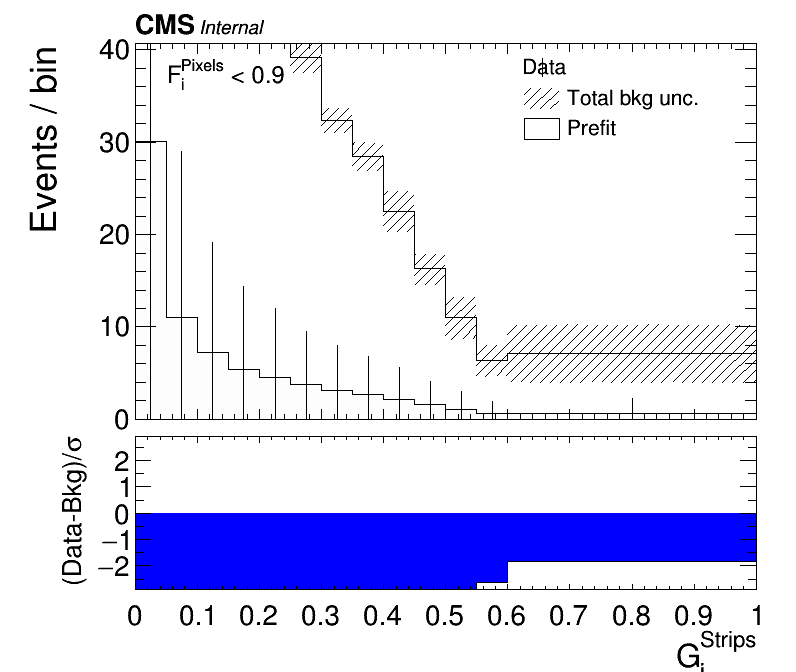 CMS Internal
F_i^Pixels < 0.9
Data
Total bkg unc.
Prefit
Events / bin
40
30
20
10
0
(Data-Bkg)/σ
2
1
0
−1
−2
0 0.1 0.2 0.3 0.4 0.5 0.6 0.7 0.8 0.9 1
G_i^Strips